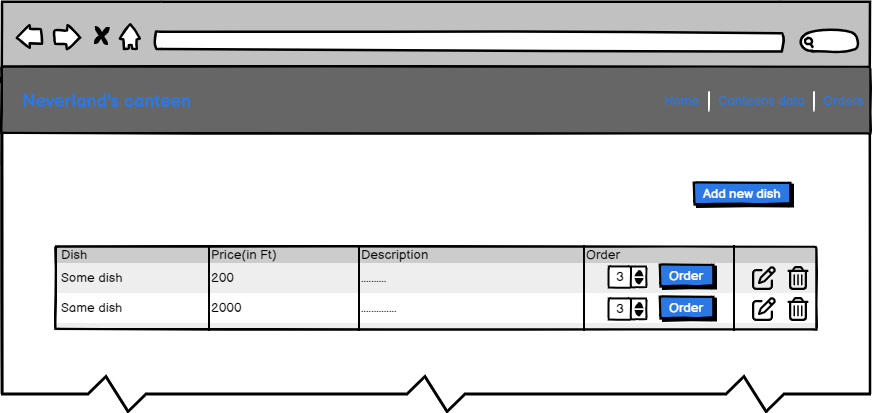 Neverland's canteen
Home Canteens data Orders
Add new dish
Dish Price(in Ft) Description Order
Some dish 200 .......... 3 Order
Same dish 2000 .............. 3 Order